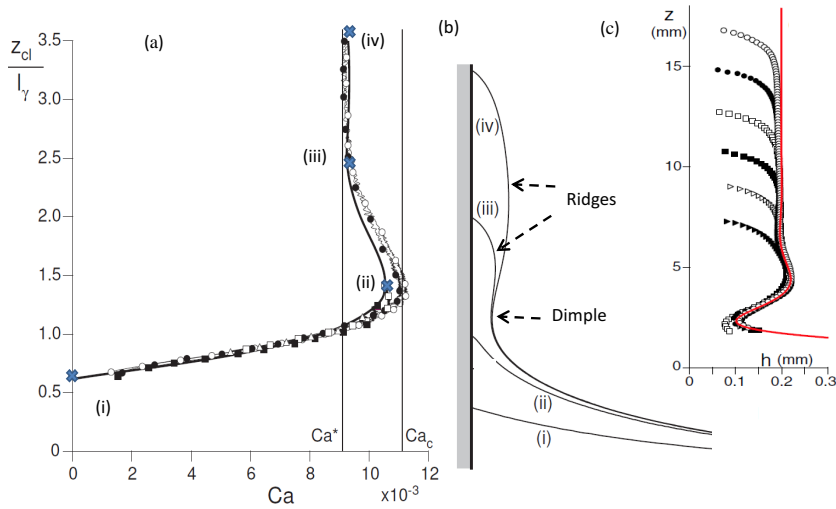 (a)
z_cl
l_γ
3.5
3.0
2.5
2.0
1.5
1.0
0.5
0
(iv)
(iii)
(ii)
(i)
Ca*
Ca_c
0 2 4 6 8 10 12
Ca
x10⁻³
(b)
(iv)
(iii)
Ridges
Dimple
(ii)
(i)
(c)
z
(mm)
15
10
5
0
h (mm)
0 0.1 0.2 0.3